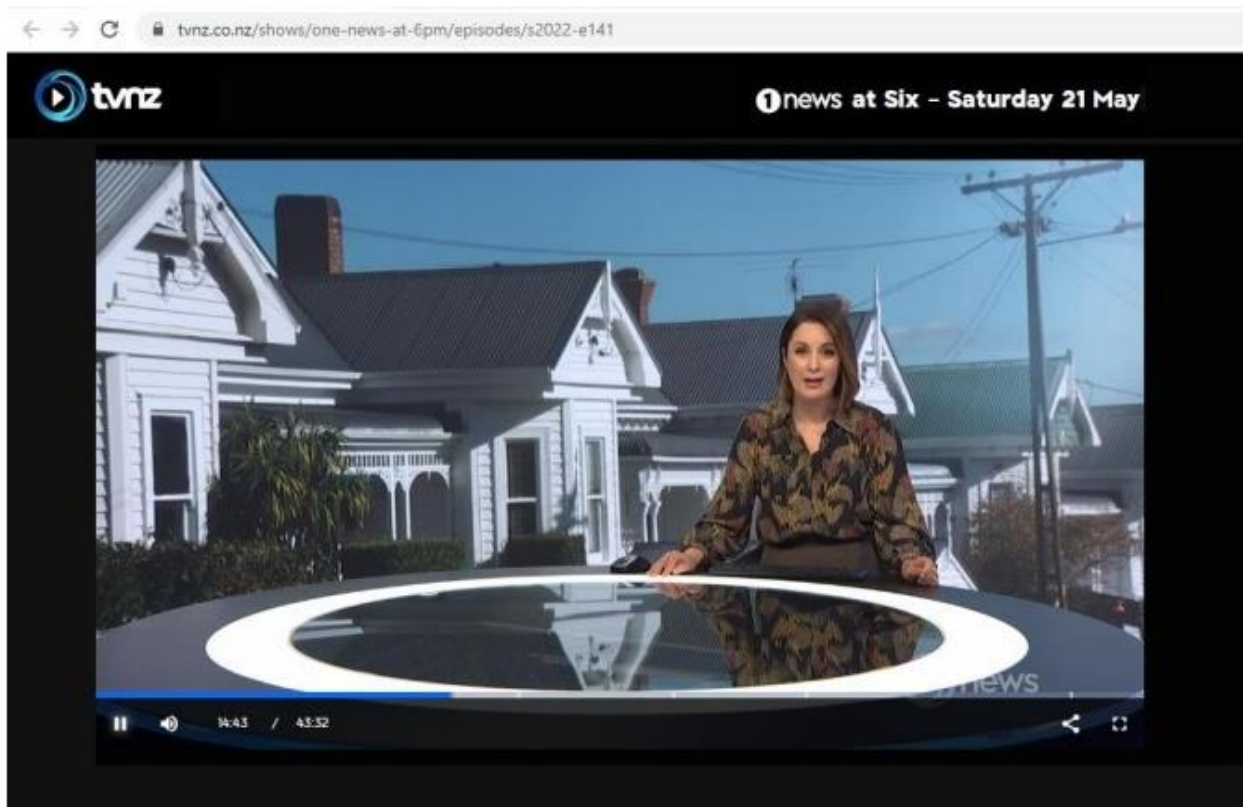 tvnz.co.nz/shows/one-news-at-6pm/episodes/s2022-e141
tvnz
1news at Six - Saturday 21 May
news
14:43 / 43:32